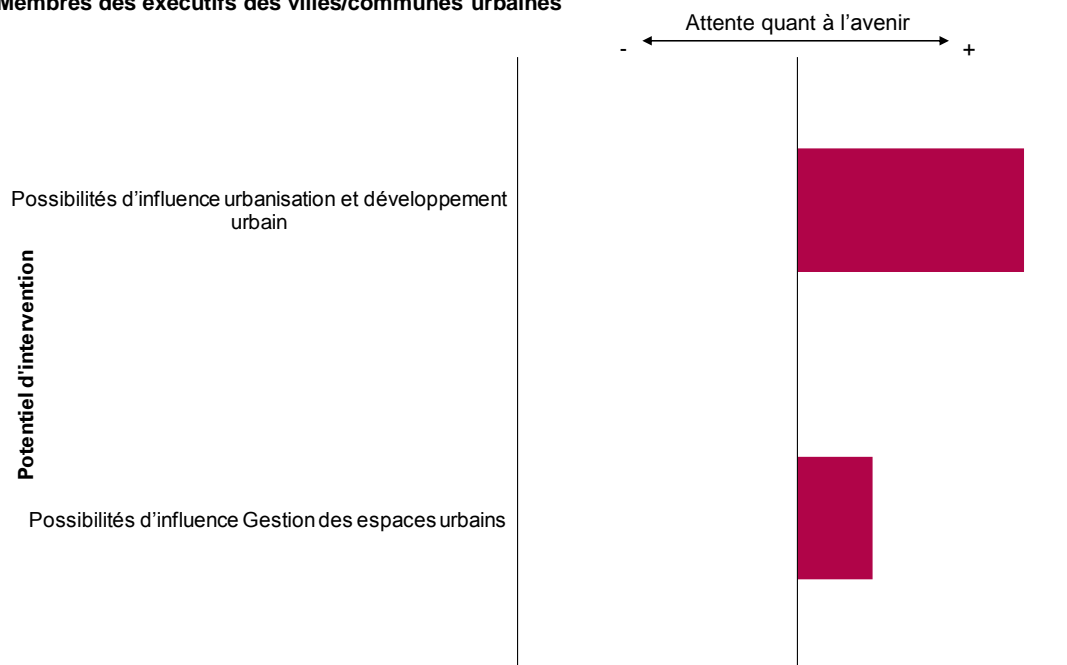 Membres des exécutifs des villes/communes urbaines
Attente quant à l'avenir
- +
Possibilités d'influence urbanisation et développement
urbain
Potentiel d'intervention
Possibilités d'influence Gestion des espaces urbains